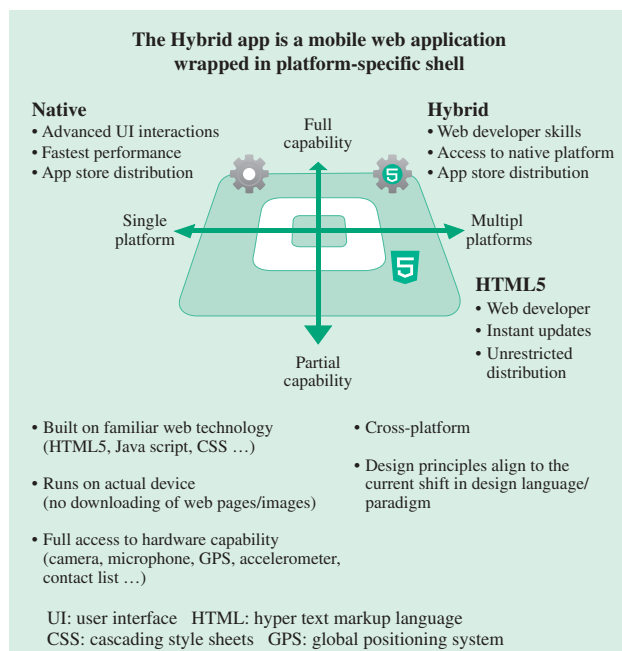 The Hybrid app is a mobile web application
wrapped in platform-specific shell
Native
• Advanced UI interactions
• Fastest performance
• App store distribution
Full
capability
Hybrid
• Web developer skills
• Access to native platform
• App store distribution
5
Single
platform
Multipl
platforms
5
HTML5
• Web developer
• Instant updates
• Unrestricted
distribution
Partial
capability
• Built on familiar web technology
(HTML5, Java script, CSS …)
• Runs on actual device
(no downloading of web pages/images)
• Full access to hardware capability
(camera, microphone, GPS, accelerometer,
contact list …)
• Cross-platform
• Design principles align to the
current shift in design language/
paradigm
UI: user interface HTML: hyper text markup language
CSS: cascading style sheets GPS: global positioning system